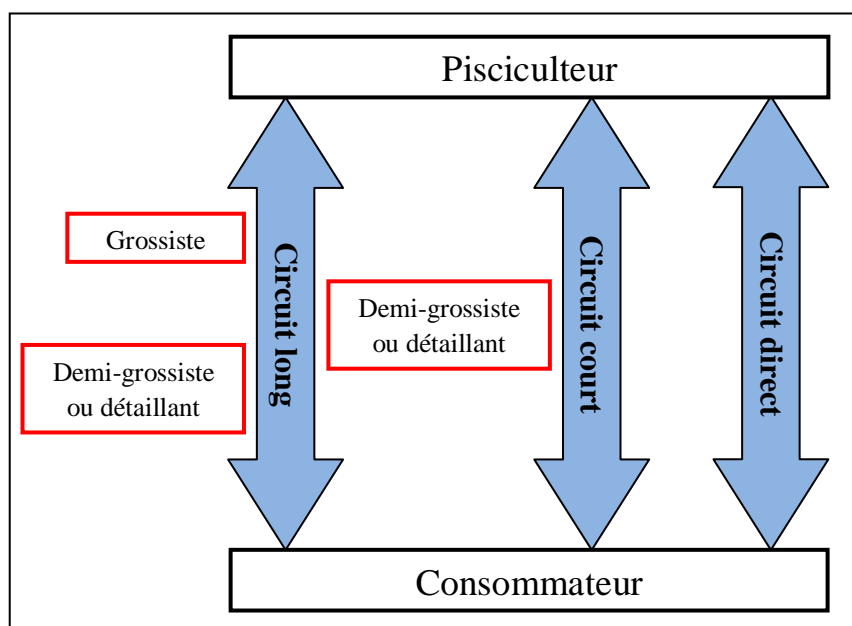 Pisciculteur
Grossiste
Demi-grossiste
ou détaillant
Circuit long
Demi-grossiste
ou détaillant
Circuit court
Circuit direct
Consommateur